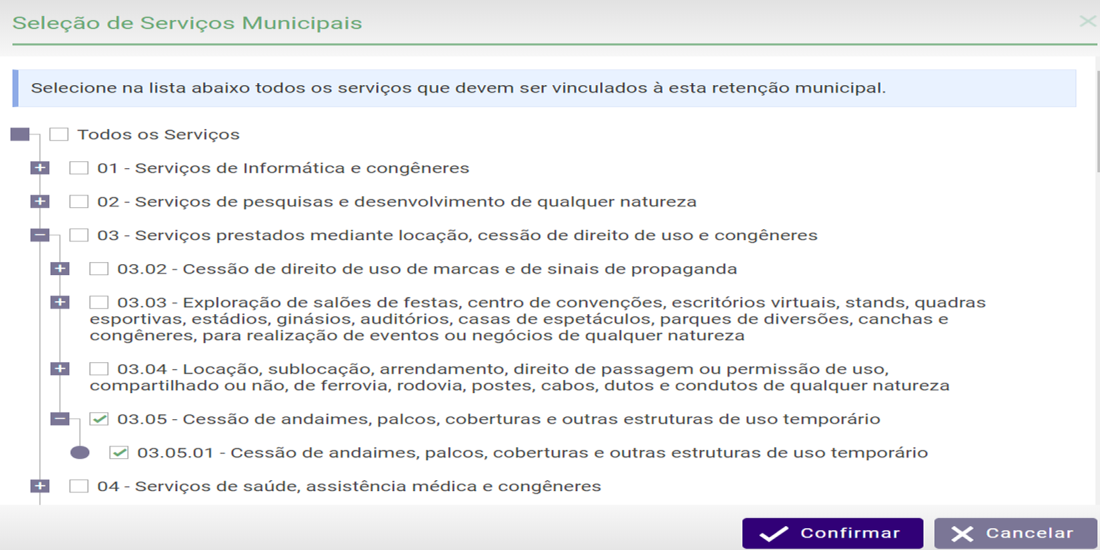 Seleção de Serviços Municipais
Selecione na lista abaixo todos os serviços que devem ser vinculados à esta retenção municipal.
Todos os Serviços
01 - Serviços de Informática e congêneres
02 - Serviços de pesquisas e desenvolvimento de qualquer natureza
03 - Serviços prestados mediante locação, cessão de direito de uso e congêneres
03.02 - Cessão de direito de uso de marcas e de sinais de propaganda
03.03 - Exploração de salões de festas, centro de convenções, escritórios virtuais, stands, quadras
esportivas, estádios, ginásios, auditórios, casas de espetáculos, parques de diversões, canchas e
congêneres, para realização de eventos ou negócios de qualquer natureza
03.04 - Locação, sublocação, arrendamento, direito de passagem ou permissão de uso,
compartilhado ou não, de ferrovia, rodovia, postes, cabos, dutos e condutos de qualquer natureza
03.05 - Cessão de andaimes, palcos, coberturas e outras estruturas de uso temporário
03.05.01 - Cessão de andaimes, palcos, coberturas e outras estruturas de uso temporário
04 - Serviços de saúde, assistência médica e congêneres
Confirmar
Cancelar